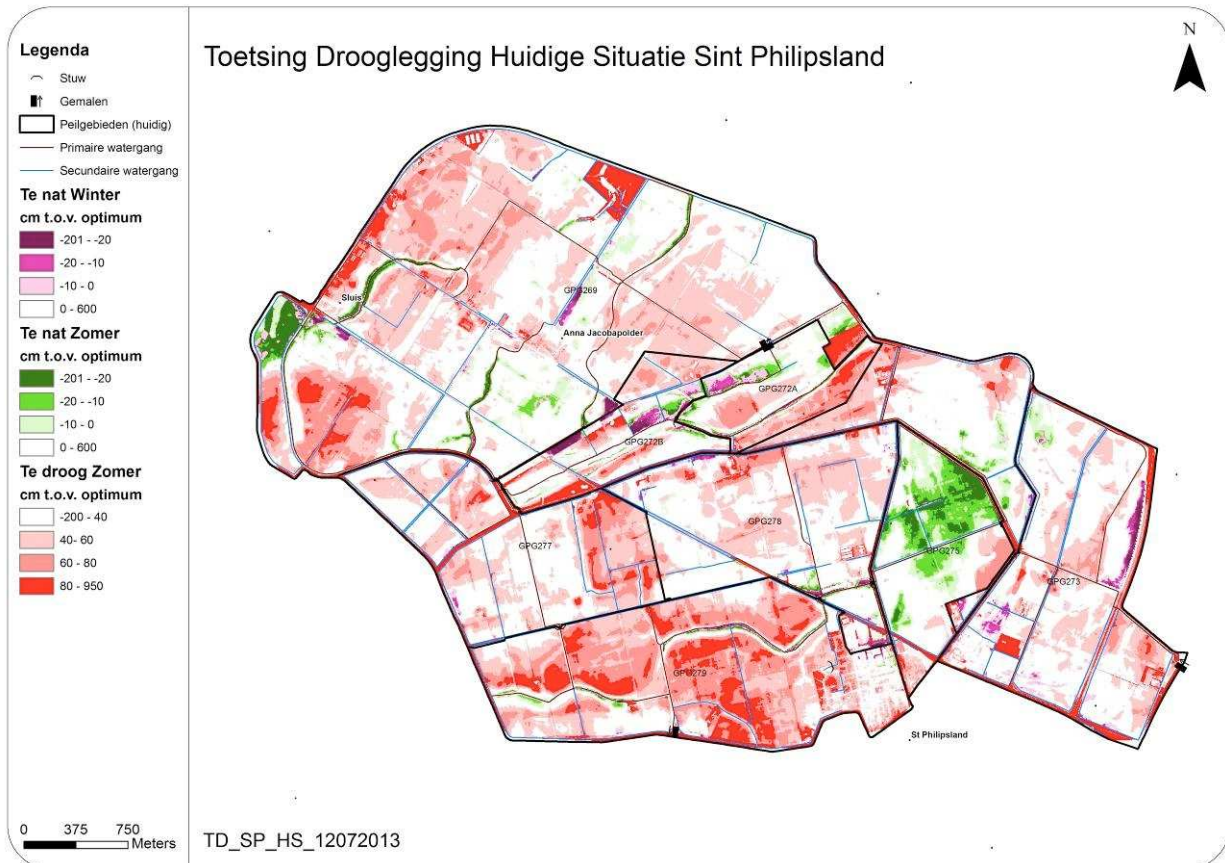 Legenda
Stuw
Gemalen
Peilgebieden (huidig)
Primaire watergang
Secundaire watergang
Te nat Winter
cm t.o.v. optimum
-201 - -20
-20 - -10
-10 - 0
0 - 600
Te nat Zomer
cm t.o.v. optimum
-201 - -20
-20 - -10
-10 - 0
0 - 600
Te droog Zomer
cm t.o.v. optimum
-200 - 40
40 - 60
60 - 80
80 - 950
0 375 750
Meters
Toetsing Drooglegging Huidige Situatie Sint Philipsland
N
GPG269
Sluis
Anna Jacobapolder
GPG272A
GPG272B
GPG278
GPG277
GPG275
GPG273
GPG279
St Philipsland
TD_SP_HS_12072013